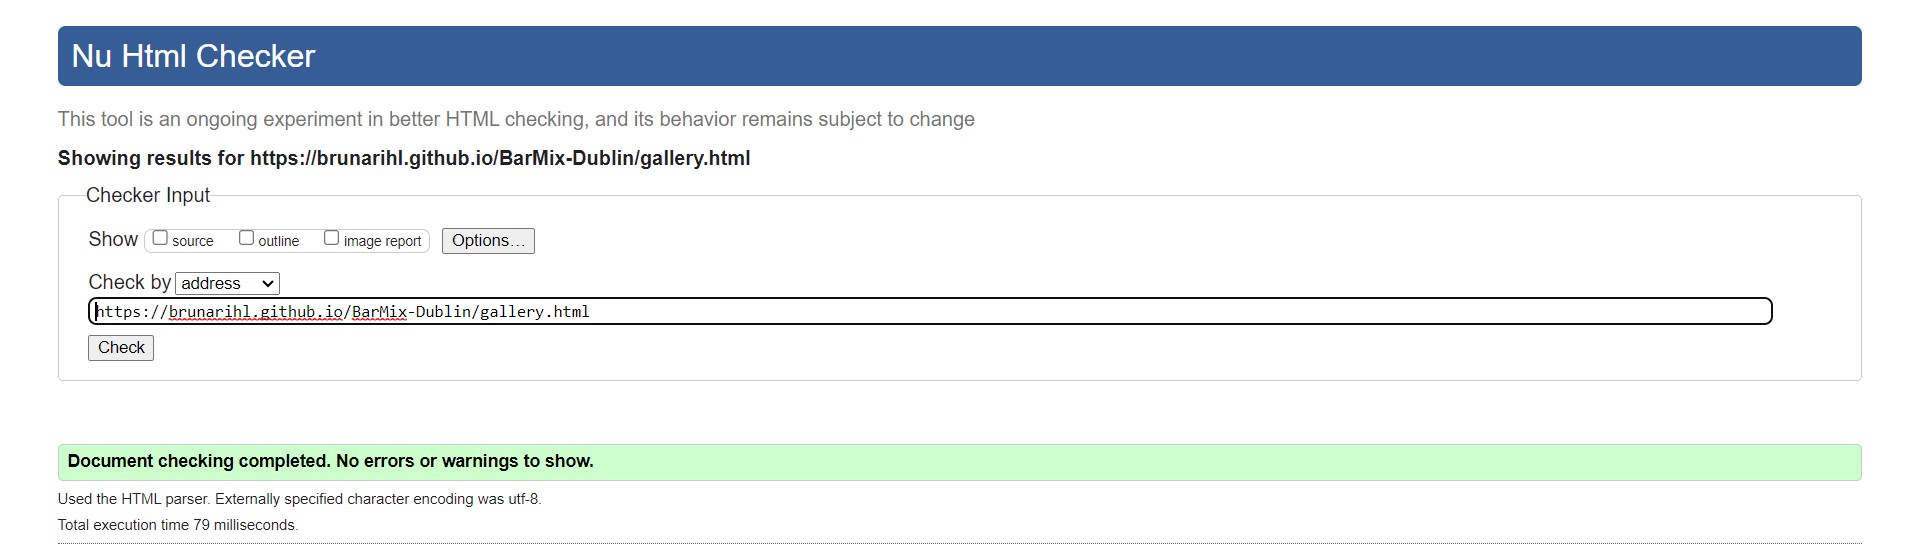 Nu Html Checker
This tool is an ongoing experiment in better HTML checking, and its behavior remains subject to change
Showing results for https://brunarihl.github.io/BarMix-Dublin/gallery.html
Checker Input
Show source outline image report Options...
Check by address
https://brunarihl.github.io/BarMix-Dublin/gallery.html
Check
Document checking completed. No errors or warnings to show.
Used the HTML parser. Externally specified character encoding was utf-8.
Total execution time 79 milliseconds.